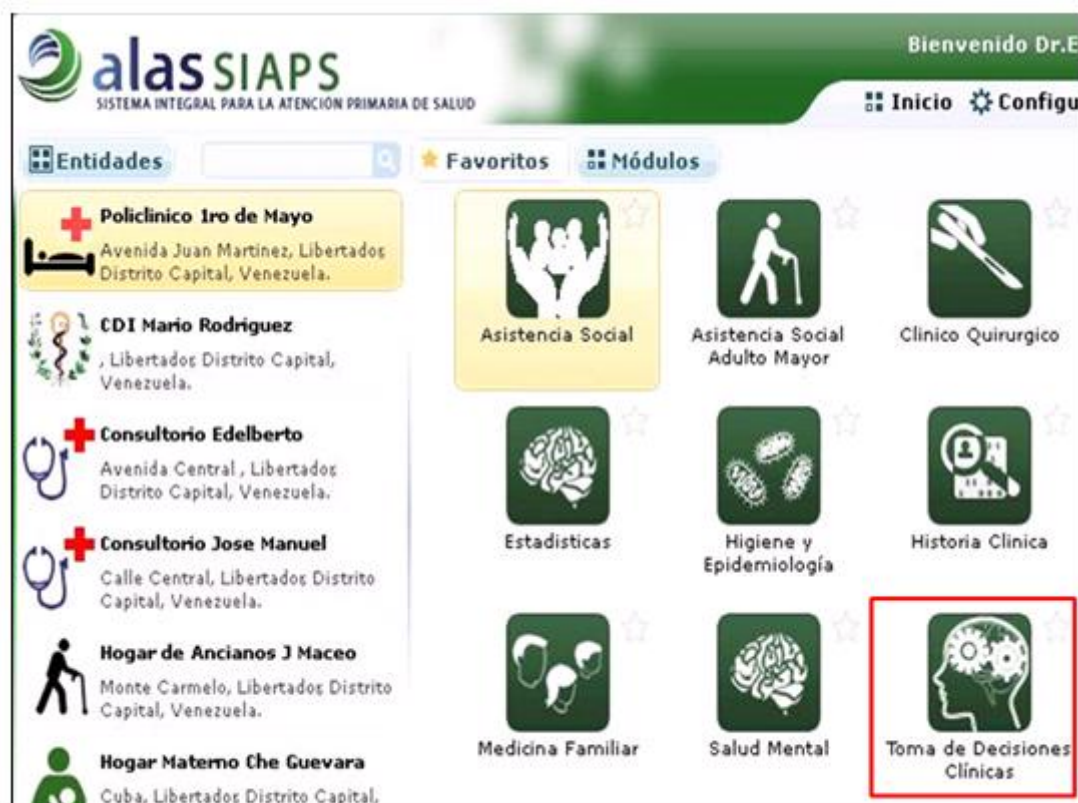 alas SIAPS
SISTEMA INTEGRAL PARA LA ATENCIÓN PRIMARIA DE SALUD
Bienvenido Dr.E
Inicio Configu
Entidades
Favoritos
Módulos
Policlinico 1ro de Mayo
Avenida Juan Martinez, Libertados
Distrito Capital, Venezuela.
CDI Mario Rodriguez
, Libertados Distrito Capital,
Venezuela.
Consultorio Edelberto
Avenida Central , Libertados
Distrito Capital, Venezuela.
Consultorio Jose Manuel
Calle Central, Libertados Distrito
Capital, Venezuela.
Hogar de Ancianos J Maceo
Monte Carmelo, Libertados Distrito
Capital, Venezuela.
Hogar Materno Che Guevara
Cuba, Libertados Distrito Capital,
Asistencia Social
Asistencia Social
Adulto Mayor
Clinico Quirurgico
Estadisticas
Higiene y
Epidemiología
Historia Clinica
Medicina Familiar
Salud Mental
Toma de Decisiones
Clínicas